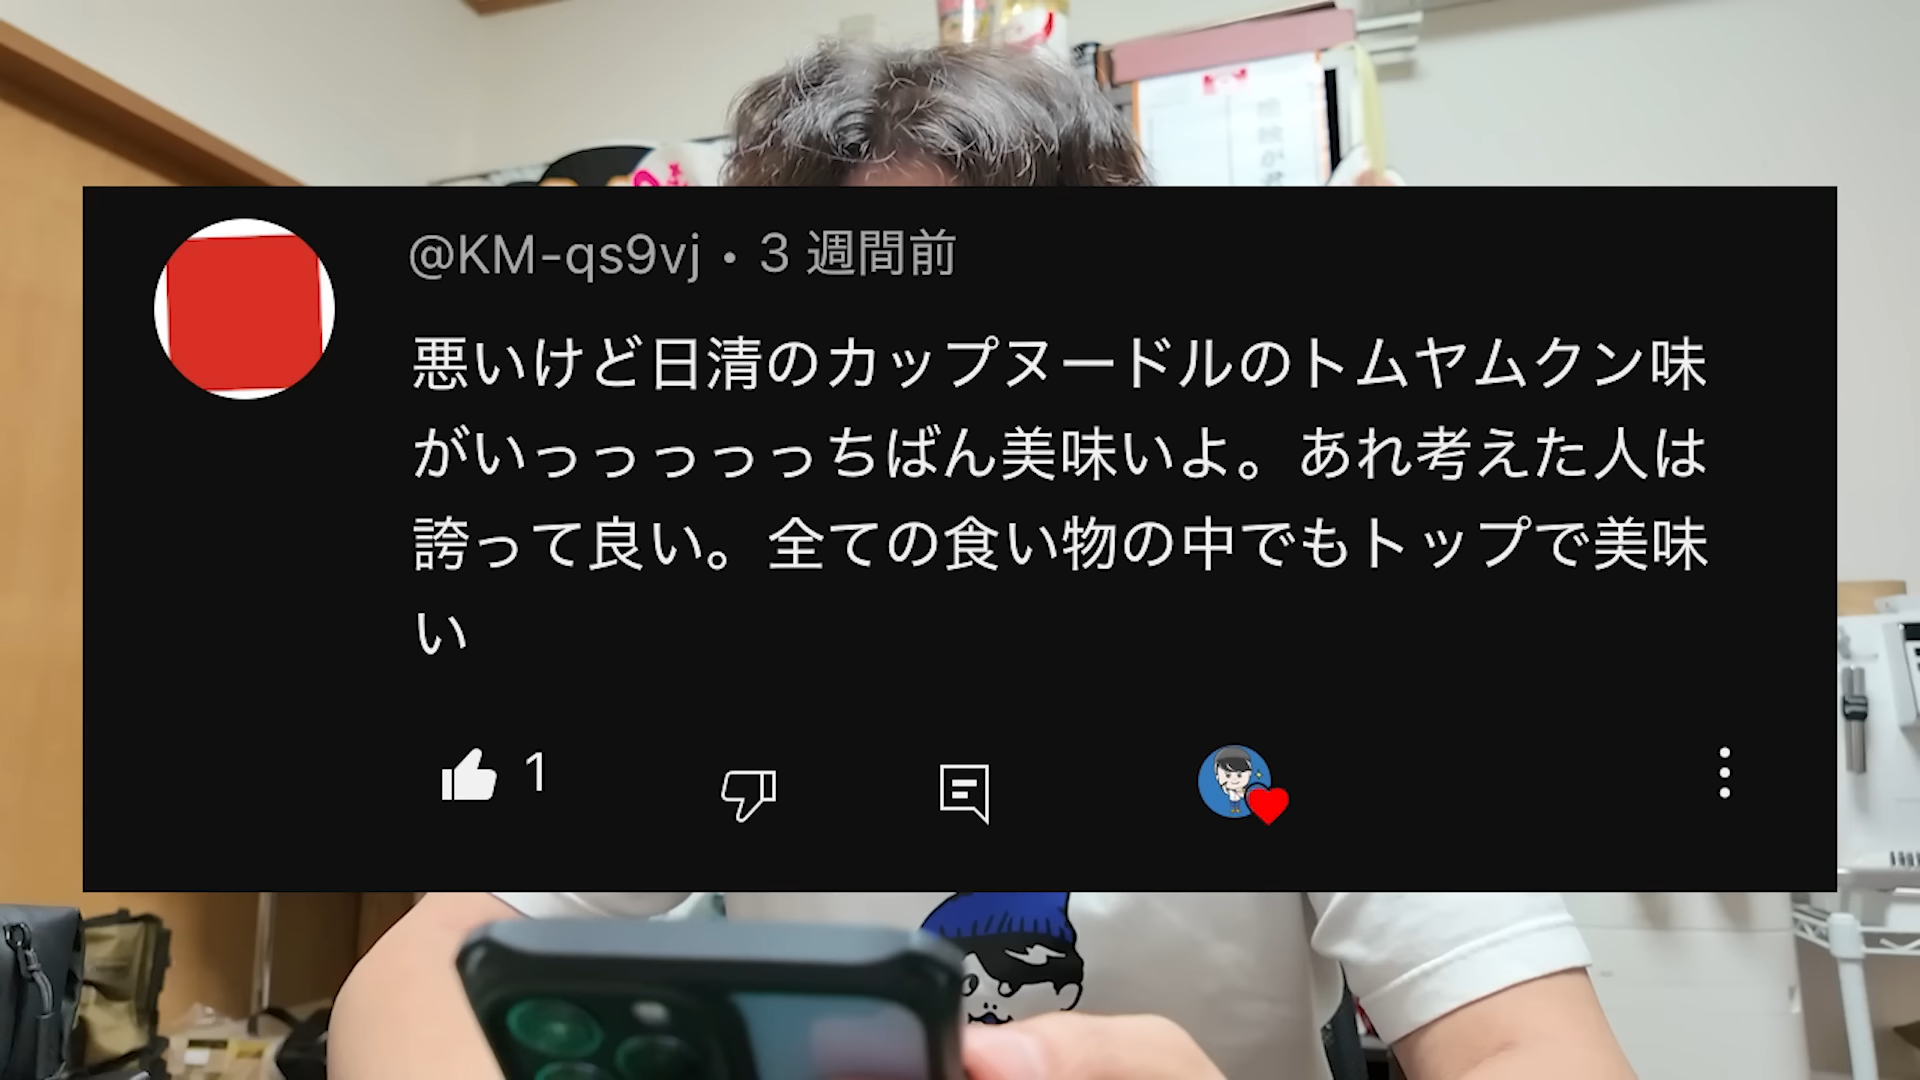 @KM-qs9vj・3 週間前
悪いけど日清のカップヌードルのトムヤムクン味
がいっっっっっちばん美味いよ。あれ考えた人は
誇って良い。全ての食い物の中でもトップで美味
い
1